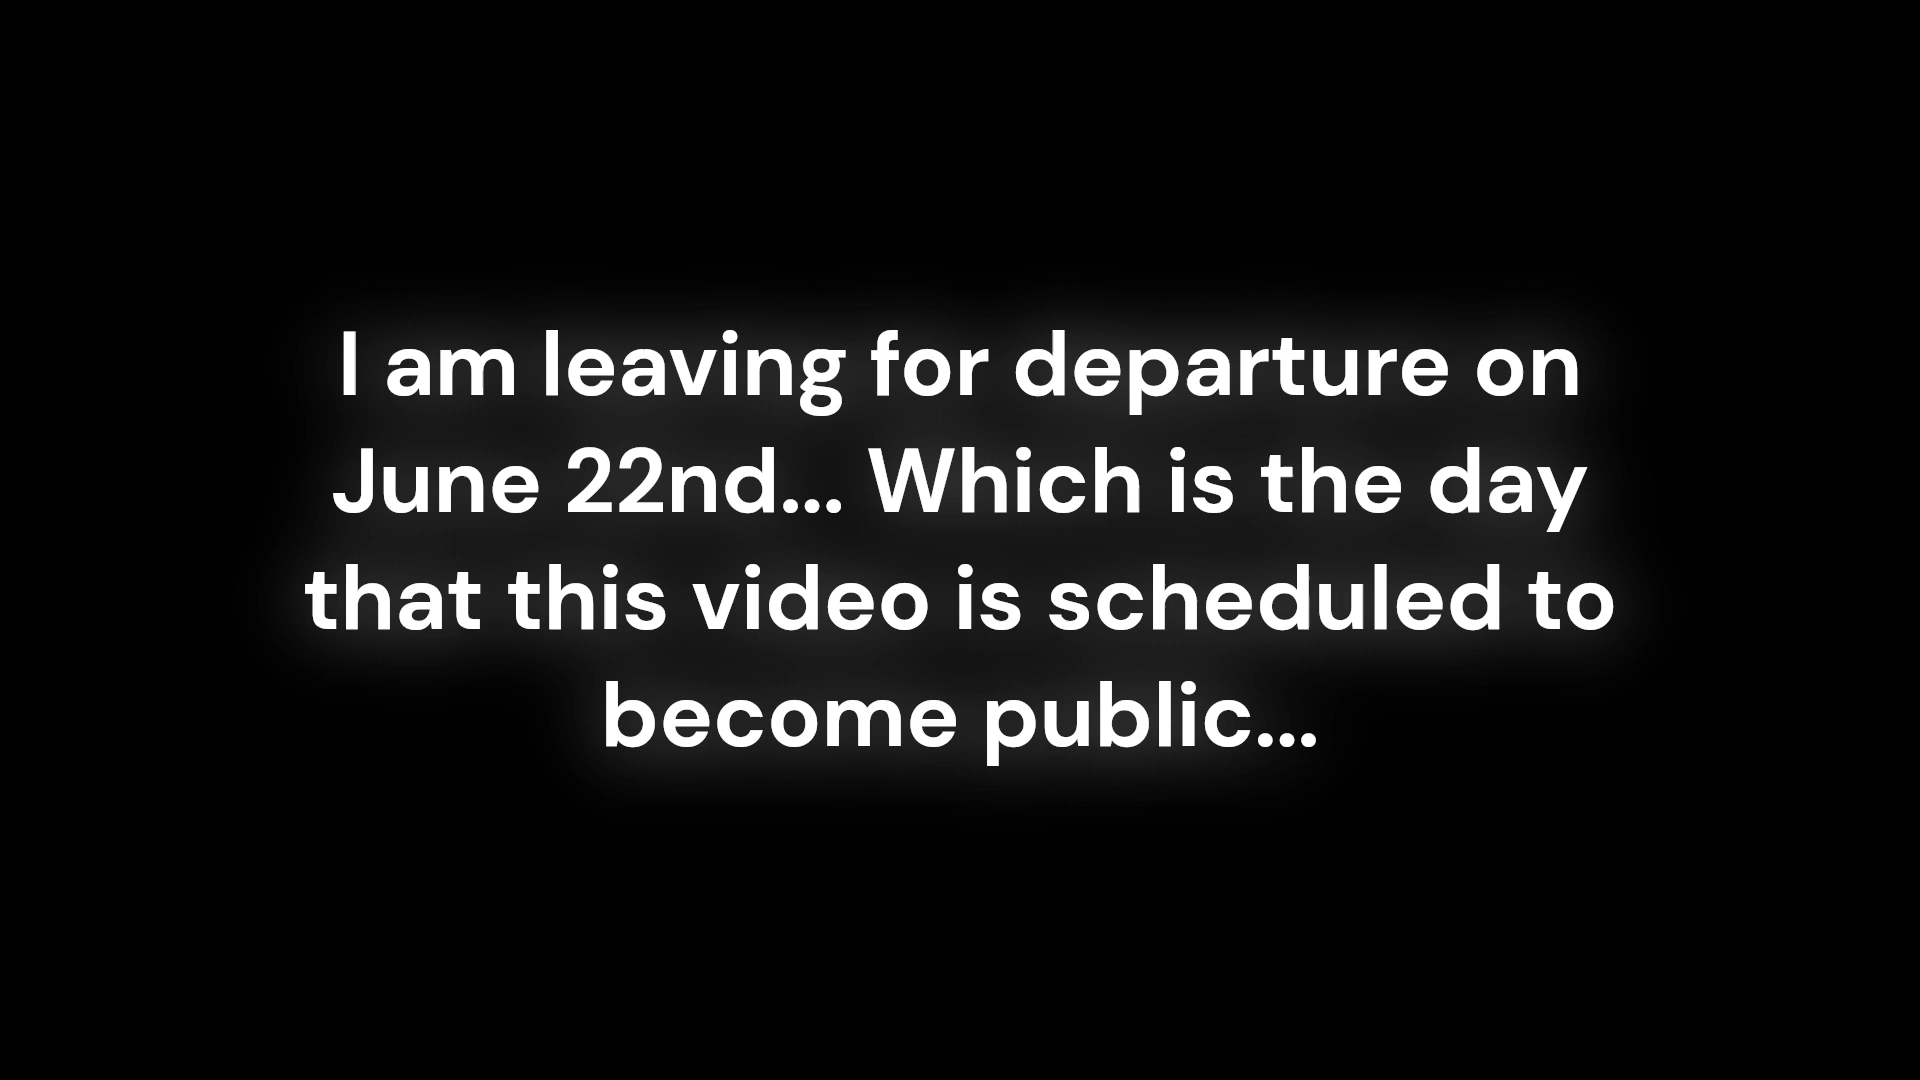 I am leaving for departure on
June 22nd... Which is the day
that this video is scheduled to
become public...